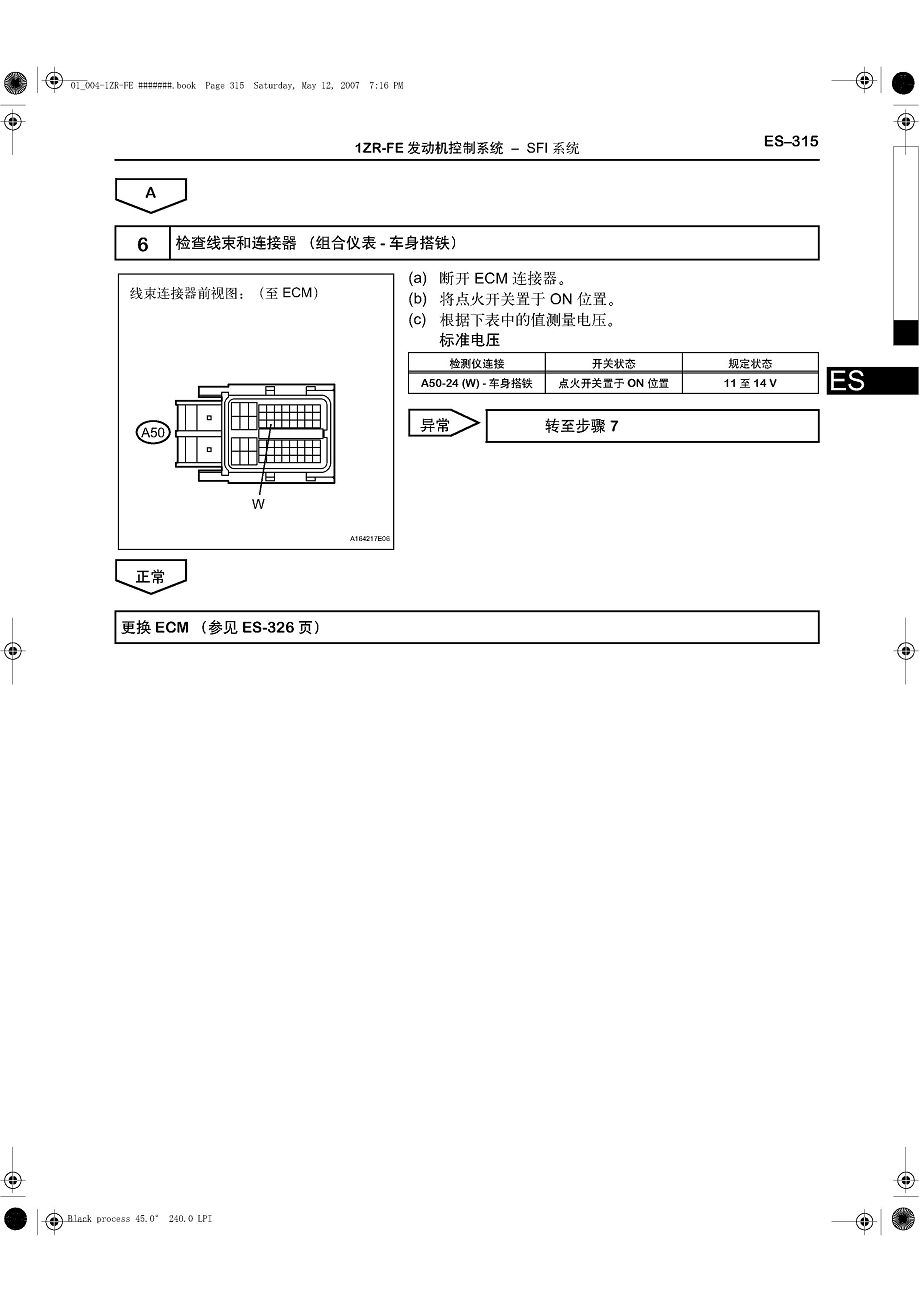 01_004-1ZR-FE #######.book Page 315 Saturday, May 12, 2007 7:16 PM
1ZR-FE 发动机控制系统 – SFI 系统
ES–315
A
6
检查线束和连接器 （组合仪表 - 车身搭铁）
线束连接器前视图：（至 ECM）
A50
W
A164217E06
(a) 断开 ECM 连接器。
(b) 将点火开关置于 ON 位置。
(c) 根据下表中的值测量电压。
标准电压
检测仪连接 开关状态 规定状态
A50-24 (W) - 车身搭铁 点火开关置于 ON 位置 11 至 14 V
ES
异常
转至步骤 7
正常
更换 ECM （参见 ES-326 页）
Black process 45.0° 240.0 LPI